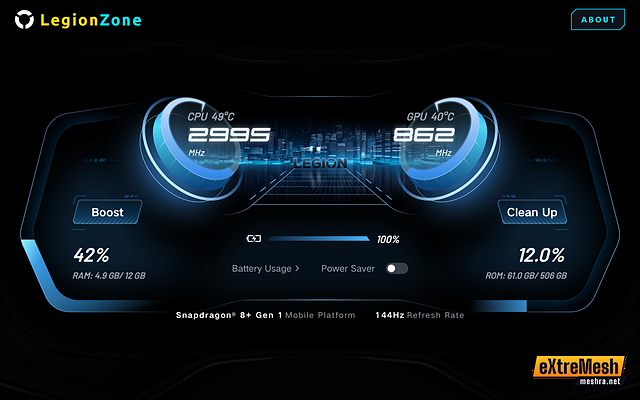 LegionZone
ABOUT
CPU 49°C
2995
MHz
GPU 40°C
862
MHz
LEGION
Boost
Clean Up
100%
42%
RAM: 4.9 GB/ 12 GB
12.0%
ROM: 61.0 GB/ 506 GB
Battery Usage >
Power Saver
Snapdragon® 8+ Gen 1 Mobile Platform
144Hz Refresh Rate
eXtReMesh
meshra.net